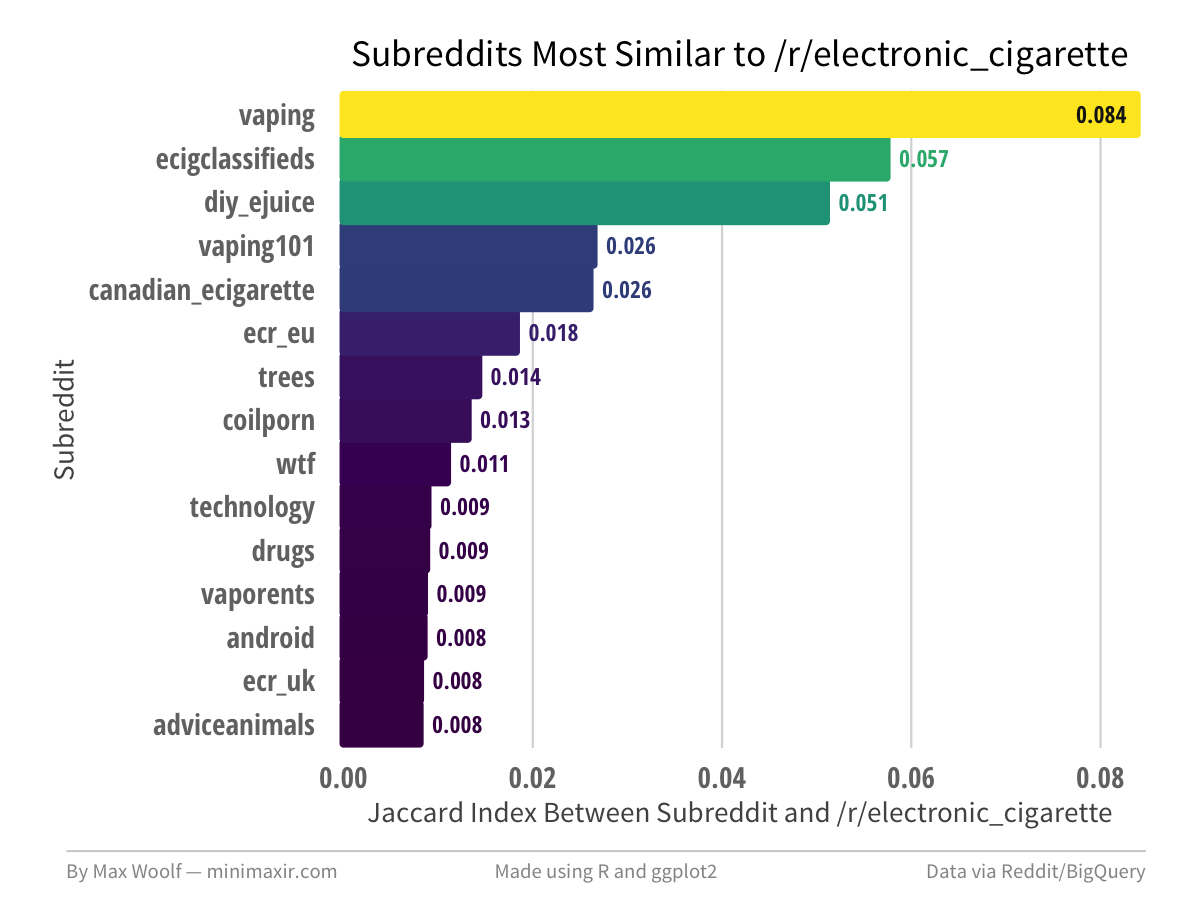 Subreddits Most Similar to /r/electronic_cigarette
vaping 0.084
ecigclassifieds 0.057
diy_ejuice 0.051
vaping101 0.026
canadian_ecigarette 0.026
ecr_eu 0.018
trees 0.014
coilporn 0.013
wtf 0.011
technology 0.009
drugs 0.009
vaporents 0.009
android 0.008
ecr_uk 0.008
adviceanimals 0.008
Subreddit
0.00 0.02 0.04 0.06 0.08
Jaccard Index Between Subreddit and /r/electronic_cigarette
By Max Woolf — minimaxir.com Made using R and ggplot2 Data via Reddit/BigQuery